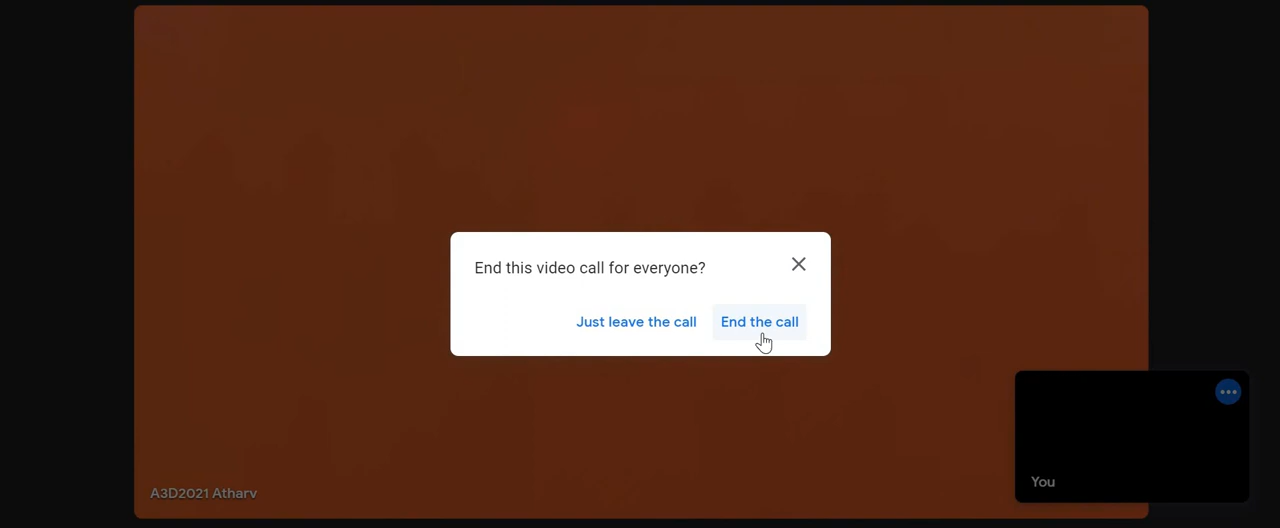 End this video call for everyone?
Just leave the call End the call
A3D2021 Atharv
You